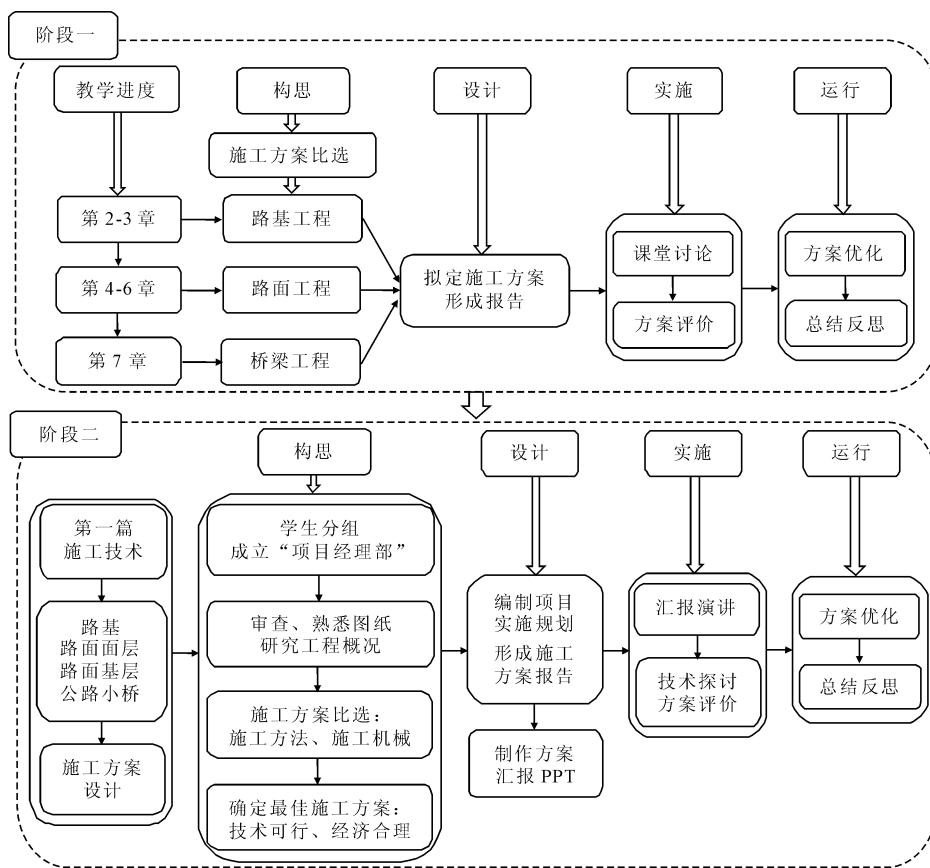 阶段一
教学进度
构思
设计
实施
运行
施工方案比选
第 2-3 章
路基工程
第 4-6 章
路面工程
第 7 章
桥梁工程
拟定施工方案
形成报告
课堂讨论
方案评价
方案优化
总结反思
阶段二
构思
设计
实施
运行
第一篇
施工技术
路基
路面面层
路面基层
公路小桥
施工方案
设计
学生分组
成立“项目经理部”
审查、熟悉图纸
研究工程概况
施工方案比选：
施工方法、施工机械
确定最佳施工方案：
技术可行、经济合理
编制项目
实施规划
形成施工
方案报告
制作方案
汇报 PPT
汇报演讲
技术探讨
方案评价
方案优化
总结反思